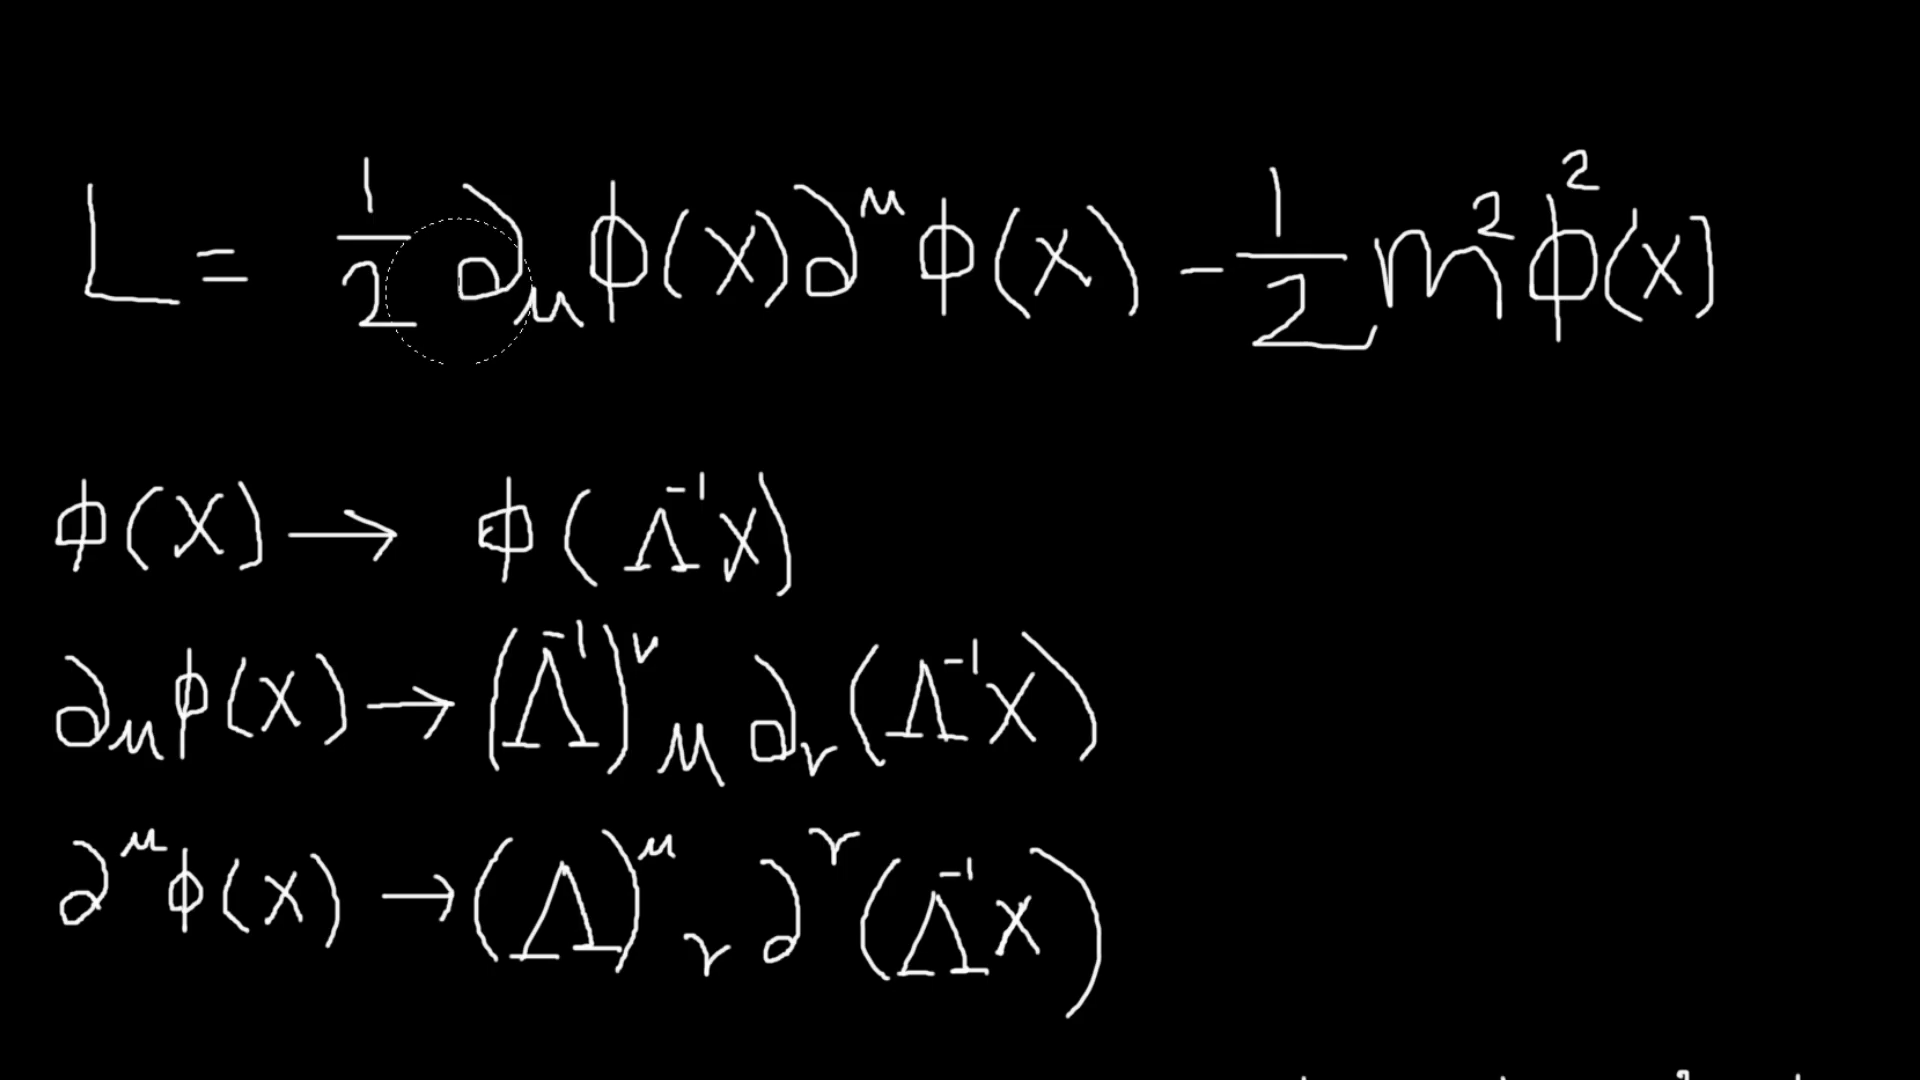 L = 1/2 ∂_μ ϕ(x) ∂^μ ϕ(x) - 1/2 m² ϕ²(x)
ϕ(x) → ϕ(Λ⁻¹x)
∂_μ ϕ(x) → (Λ⁻¹)^ν_μ ∂_ν (Λ⁻¹x)
∂^μ ϕ(x) → (Λ)^μ_ν ∂^ν (Λ⁻¹x)